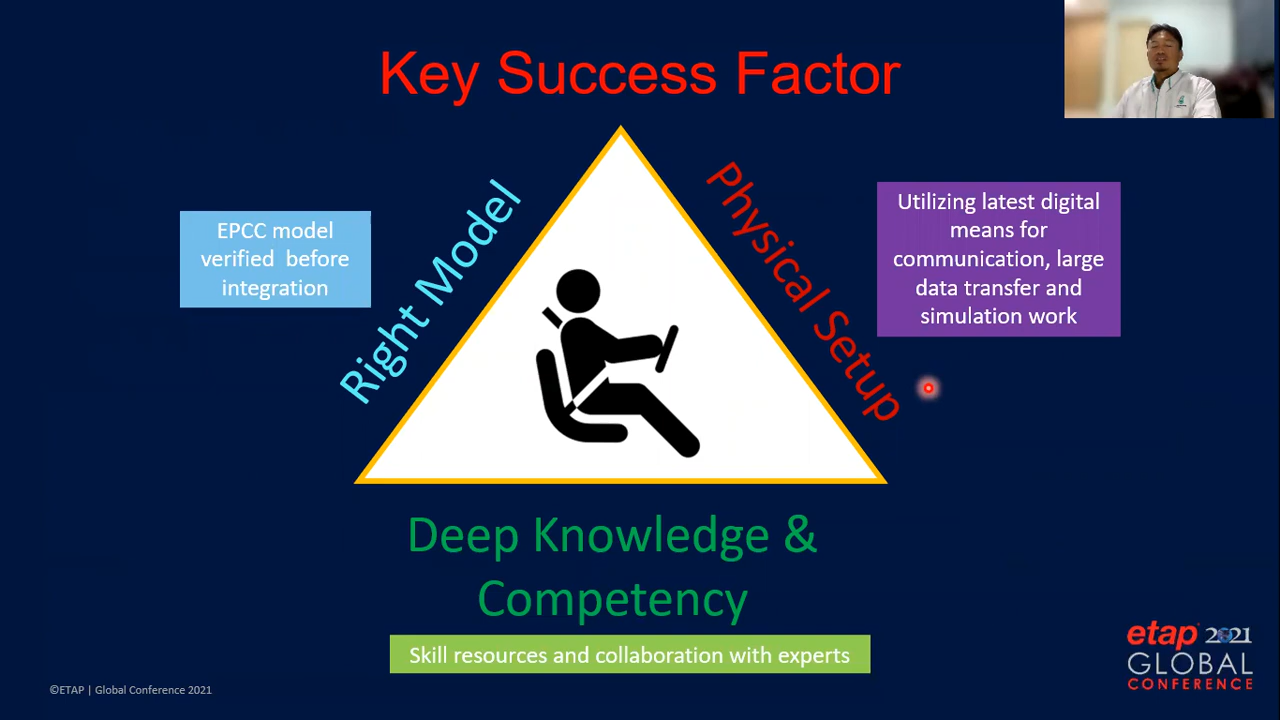 Key Success Factor
Right Model
Physical Setup
EPCC model
verified before
integration
Utilizing latest digital
means for
communication, large
data transfer and
simulation work
Deep Knowledge &
Competency
Skill resources and collaboration with experts
©ETAP | Global Conference 2021
etap 2021
GLOBAL
CONFERENCE